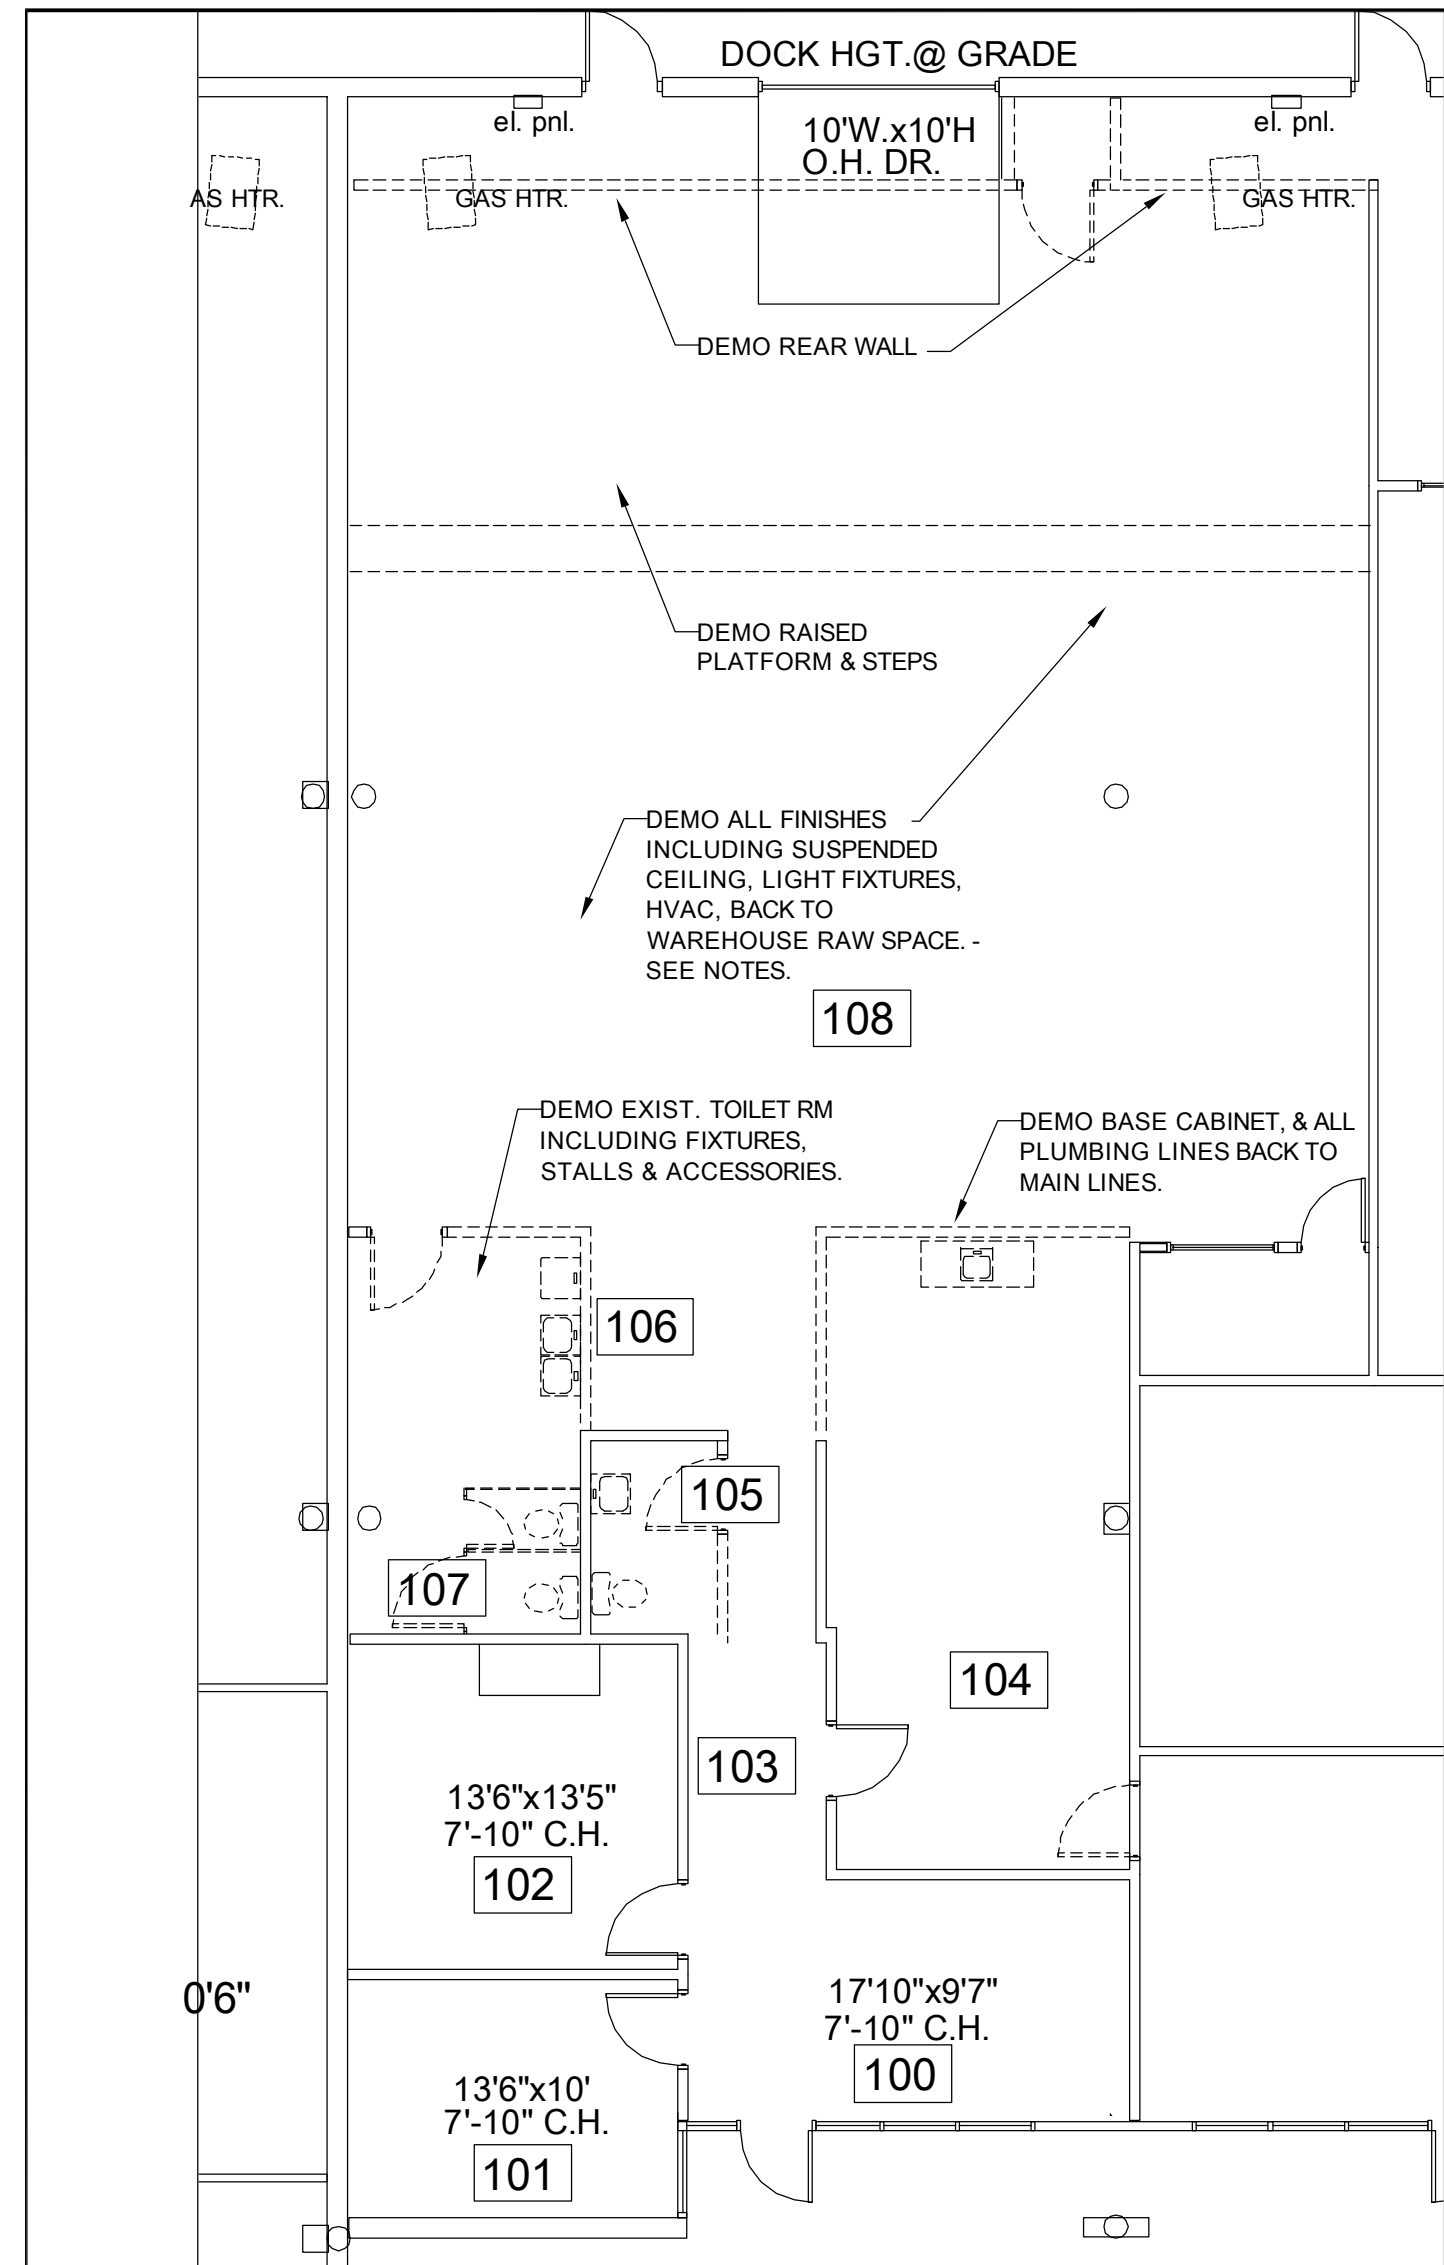 DOCK HGT.@ GRADE
el. pnl.
10'W.x10'H
O.H. DR.
el. pnl.
AS HTR.
GAS HTR.
GAS HTR.
DEMO REAR WALL
DEMO RAISED
PLATFORM & STEPS
DEMO ALL FINISHES
INCLUDING SUSPENDED
CEILING, LIGHT FIXTURES,
HVAC, BACK TO
WAREHOUSE RAW SPACE. -
SEE NOTES.
108
DEMO EXIST. TOILET RM
INCLUDING FIXTURES,
STALLS & ACCESSORIES.
DEMO BASE CABINET, & ALL
PLUMBING LINES BACK TO
MAIN LINES.
106
105
107
104
103
13'6"x13'5"
7'-10" C.H.
102
0'6"
17'10"x9'7"
7'-10" C.H.
100
13'6"x10'
7'-10" C.H.
101